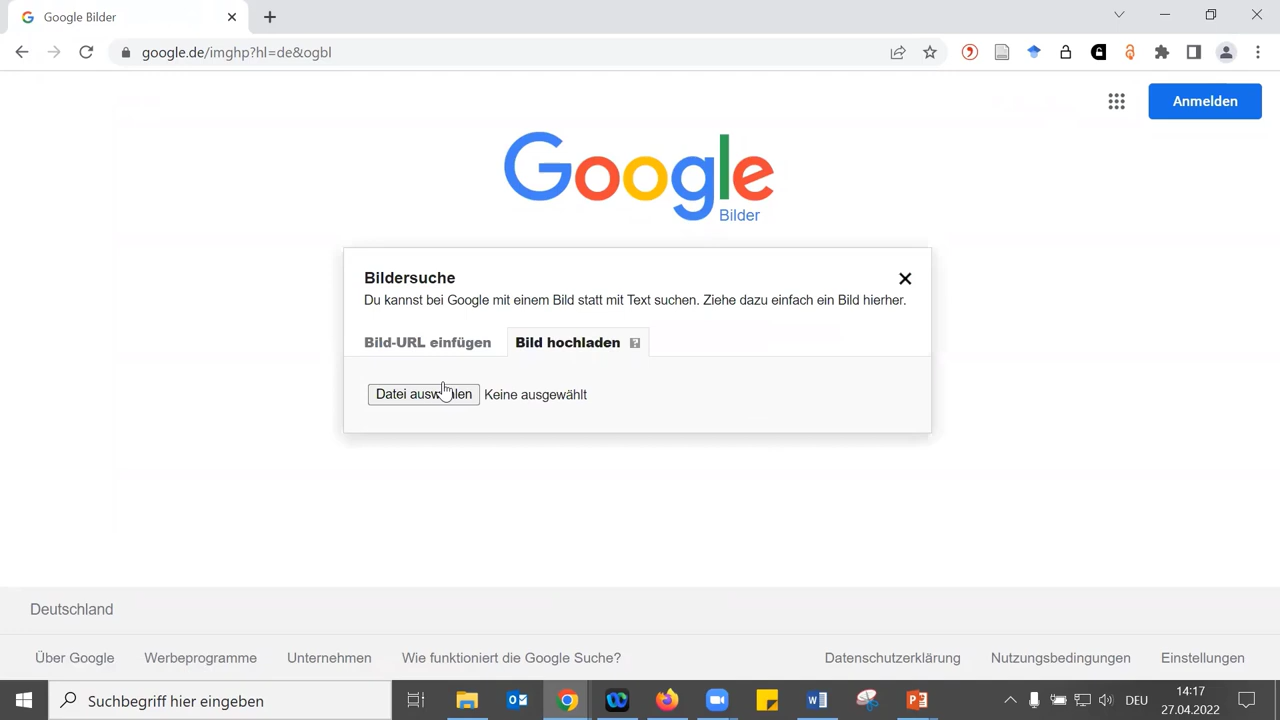 Google Bilder
google.de/imghp?hl=de&ogbl
Anmelden
Google
Bilder
Bildersuche
Du kannst bei Google mit einem Bild statt mit Text suchen. Ziehe dazu einfach ein Bild hierher.
Bild-URL einfügen Bild hochladen ?
Datei auswählen Keine ausgewählt
Deutschland
Über Google Werbeprogramme Unternehmen Wie funktioniert die Google Suche? Datenschutzerklärung Nutzungsbedingungen Einstellungen
Suchbegriff hier eingeben DEU 14:17
27.04.2022